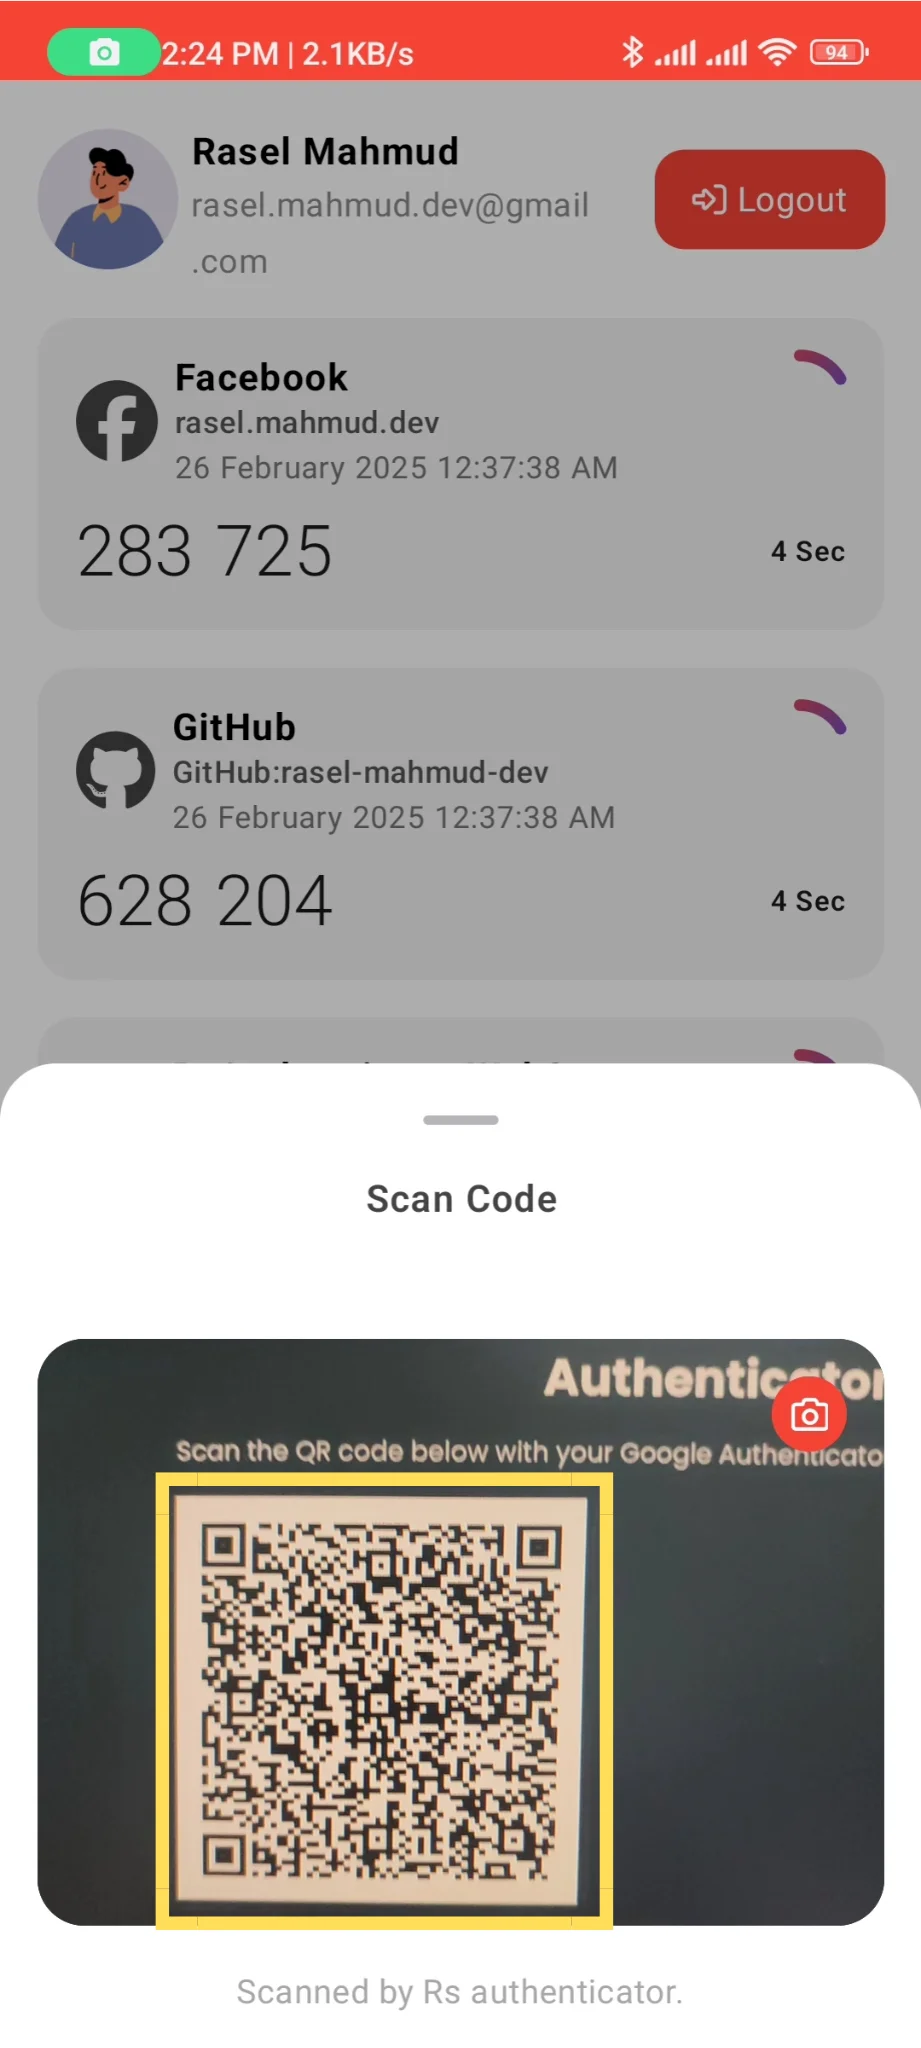 2:24 PM | 2.1KB/s 94
Rasel Mahmud
rasel.mahmud.dev@gmail
.com
Logout
Facebook
rasel.mahmud.dev
26 February 2025 12:37:38 AM
283 725
4 Sec
GitHub
GitHub:rasel-mahmud-dev
26 February 2025 12:37:38 AM
628 204
4 Sec
Scan Code
Authenticator
Scan the QR code below with your Google Authenticato
Scanned by Rs authenticator.